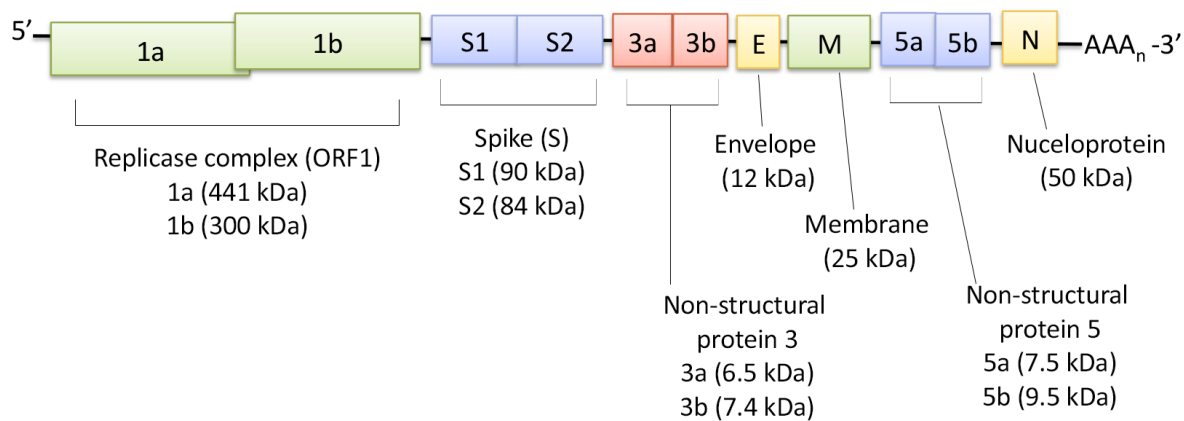 5’ 1a 1b S1 S2 3a 3b E M 5a 5b N AAAn -3’
Replicase complex (ORF1)
1a (441 kDa)
1b (300 kDa)
Spike (S)
S1 (90 kDa)
S2 (84 kDa)
Envelope
(12 kDa)
Nuceloprotein
(50 kDa)
Membrane
(25 kDa)
Non-structural
protein 3
3a (6.5 kDa)
3b (7.4 kDa)
Non-structural
protein 5
5a (7.5 kDa)
5b (9.5 kDa)